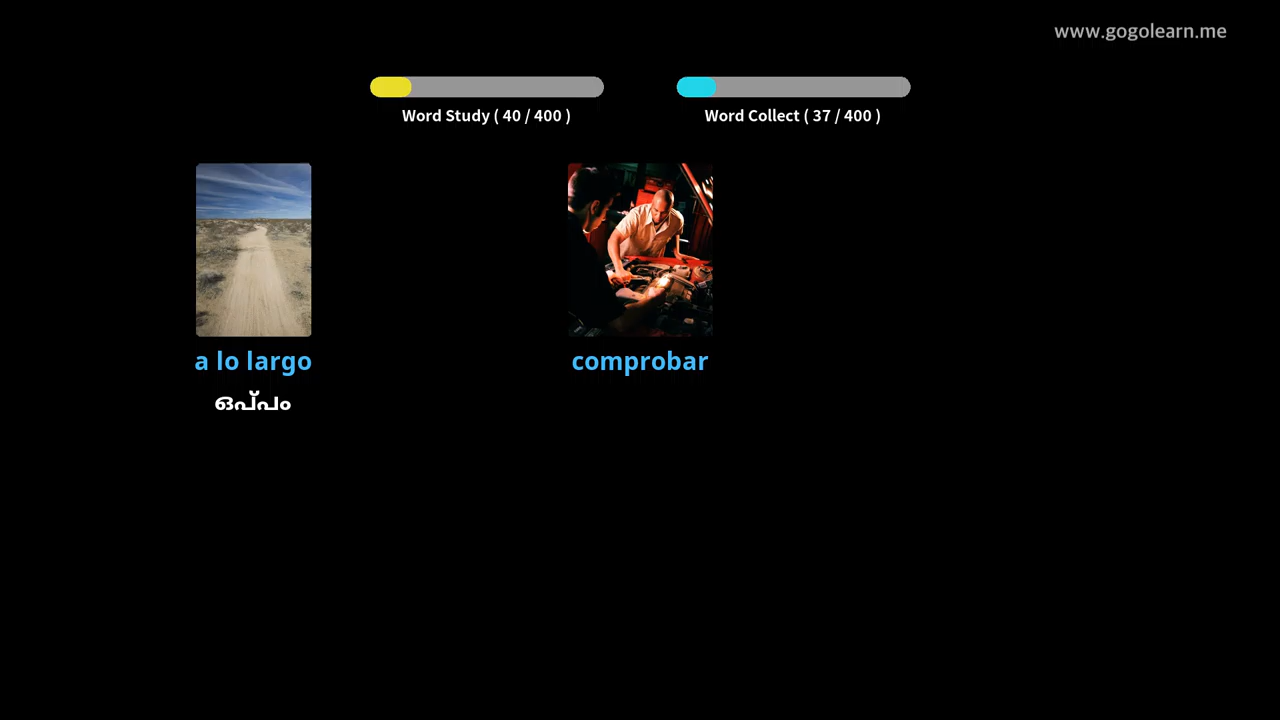 www.gogolearn.me
Word Study ( 40 / 400 )
Word Collect ( 37 / 400 )
a lo largo
ഒപ്പം
comprobar